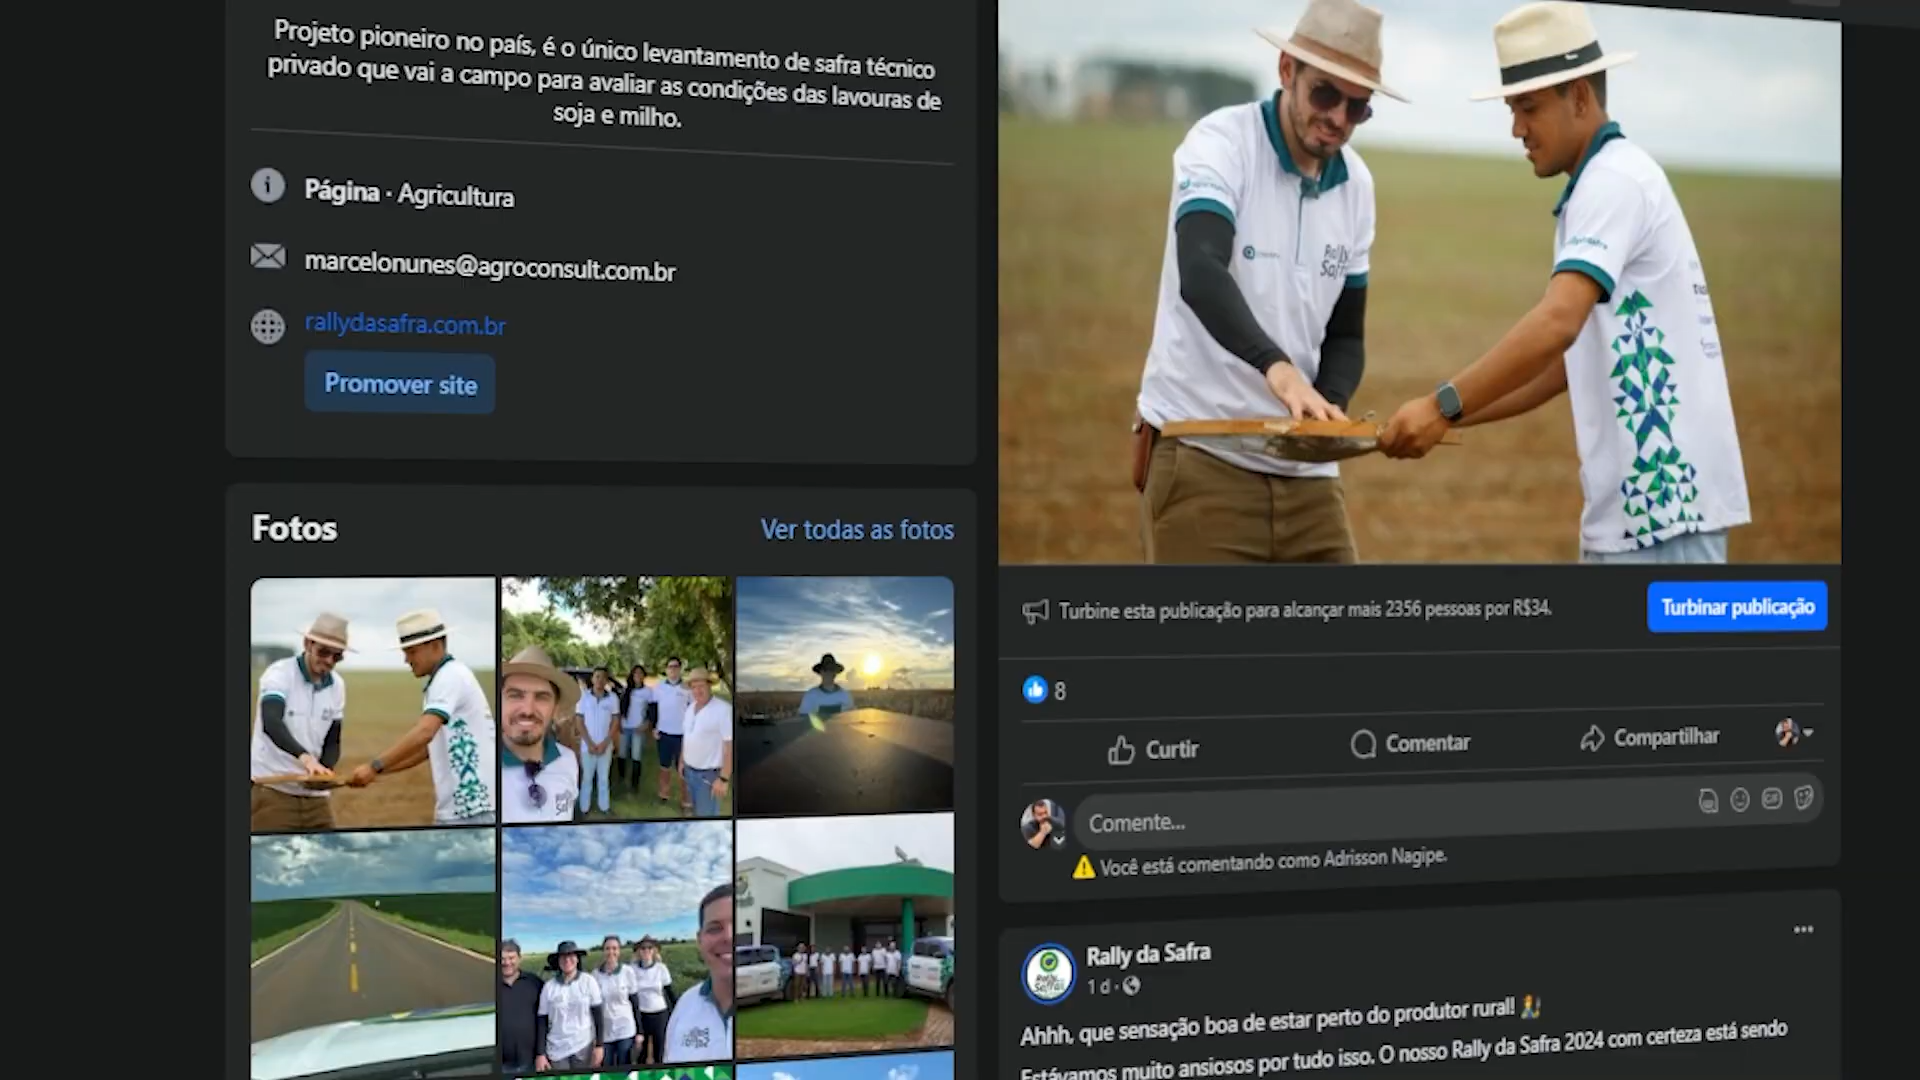 Projeto pioneiro no país, é o único levantamento de safra técnico
privado que vai a campo para avaliar as condições das lavouras de
soja e milho.
Página · Agricultura
marcelonunes@agroconsult.com.br
rallydasafra.com.br
Promover site
Fotos
Ver todas as fotos
Rally
Safra
Turbine esta publicação para alcançar mais 2356 pessoas por R$34.
Turbinar publicação
8
Curtir
Comentar
Compartilhar
Comente...
GIF
Você está comentando como Adrisson Nagipe.
Rally da Safra
1 d ·
Ahhh, que sensação boa de estar perto do produtor rural!
Estávamos muito ansiosos por tudo isso. O nosso Rally da Safra 2024 com certeza está sendo